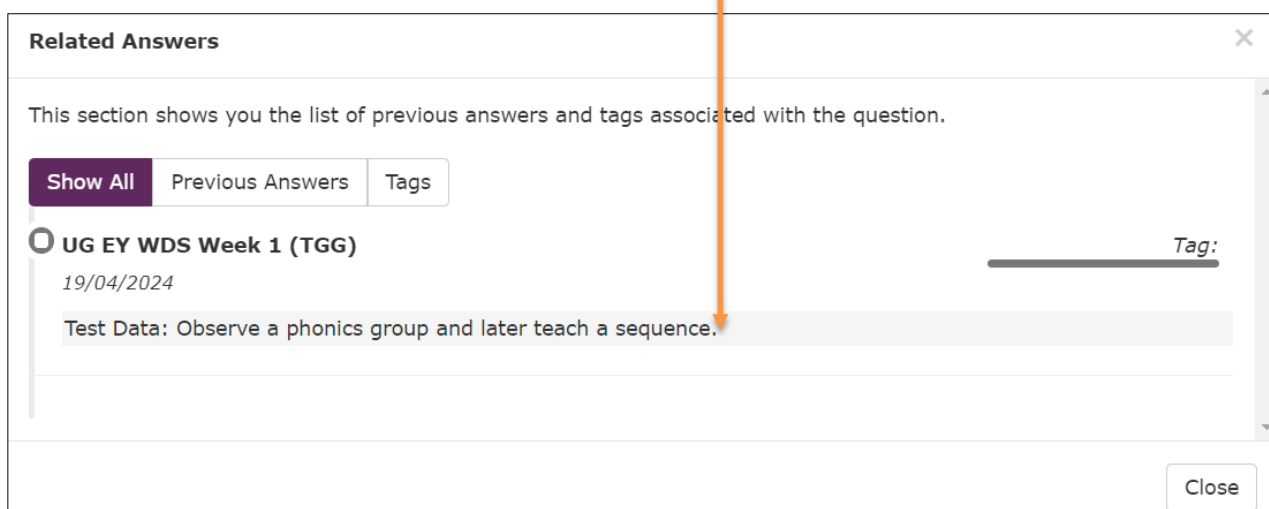 Related Answers ×
This section shows you the list of previous answers and tags associated with the question.
Show All Previous Answers Tags
UG EY WDS Week 1 (TGG) Tag:
19/04/2024
Test Data: Observe a phonics group and later teach a sequence.
Close